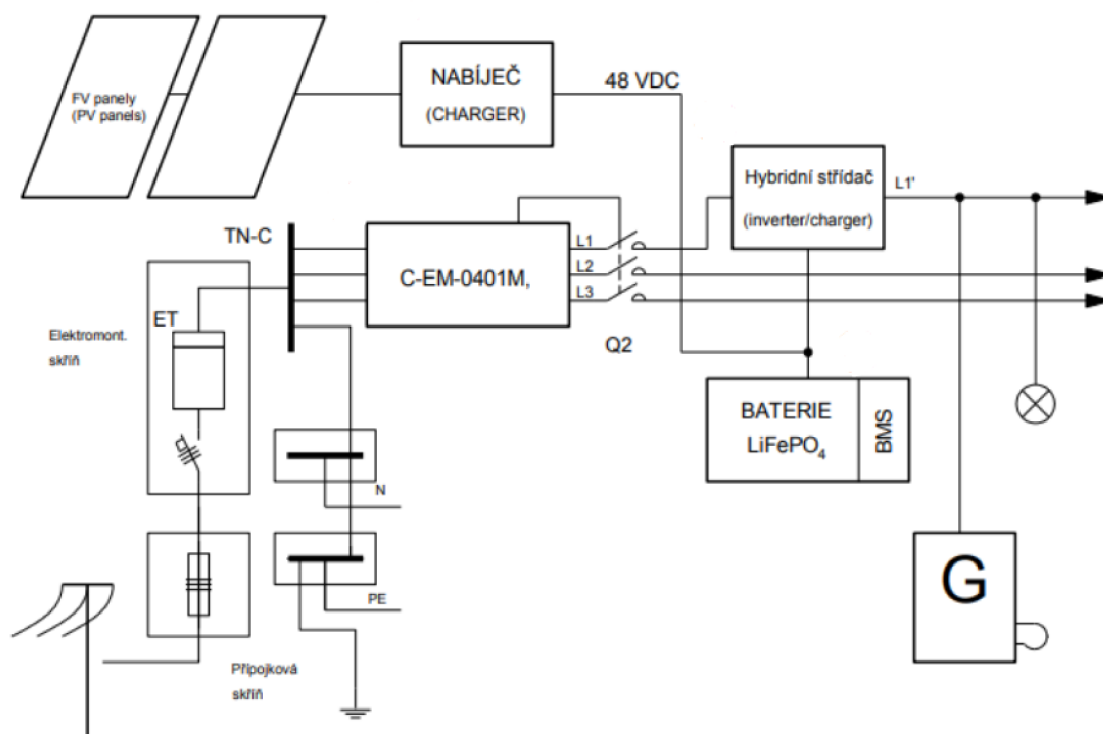 FV panely
(PV panels)
NABÍJEČ
(CHARGER)
48 VDC
Hybridní střídač
(inverter/charger)
L1'
TN-C
C-EM-0401M,
L1
L2
L3
Q2
ET
Elektromont.
skříň
BATERIE
LiFePO4
BMS
N
PE
G
Přípojková
skříň